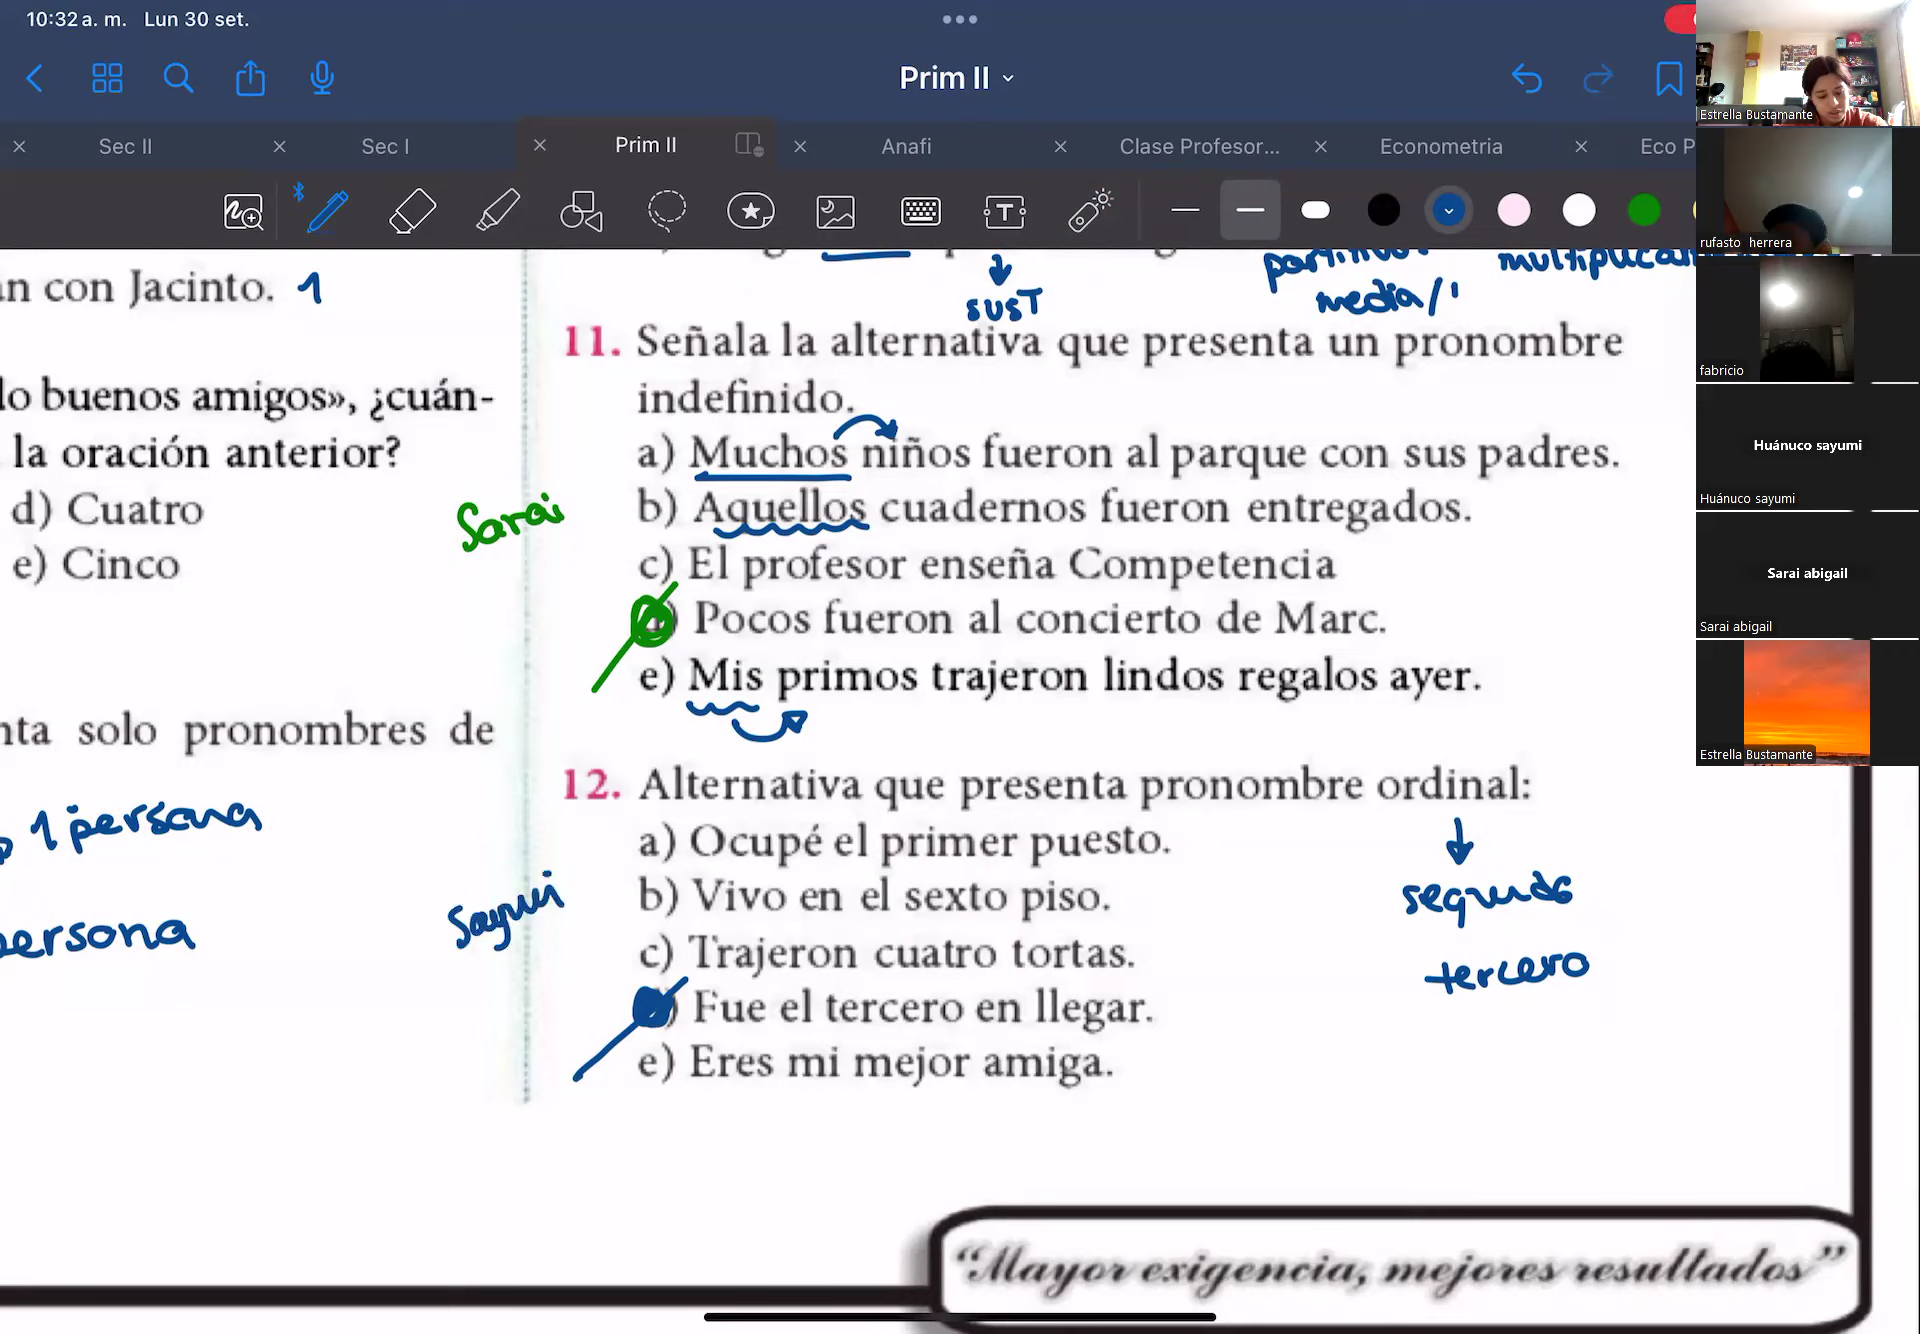 10:32 a. m. Lun 30 set.
Prim II
Sec II
Sec I
Prim II
Anafi
Clase Profesor...
Econometria
Eco P
an con Jacinto. 1
lo buenos amigos», ¿cuán-
la oración anterior?
d) Cuatro
e) Cinco
nta solo pronombres de
1 persona
persona
sust
media/
11. Señala la alternativa que presenta un pronombre
indefinido.
a) Muchos niños fueron al parque con sus padres.
Sarai
b) Aquellos cuadernos fueron entregados.
c) El profesor enseña Competencia
Pocos fueron al concierto de Marc.
e) Mis primos trajeron lindos regalos ayer.
12. Alternativa que presenta pronombre ordinal:
a) Ocupé el primer puesto.
b) Vivo en el sexto piso.
c) Trajeron cuatro tortas.
Fue el tercero en llegar.
e) Eres mi mejor amiga.
segundo
tercero
“Mayor exigencia, mejores resultados”
Estrella Bustamante
rufasto herrera
fabricio
Huánuco sayumi
Huánuco sayumi
Sarai abigail
Sarai abigail
Estrella Bustamante